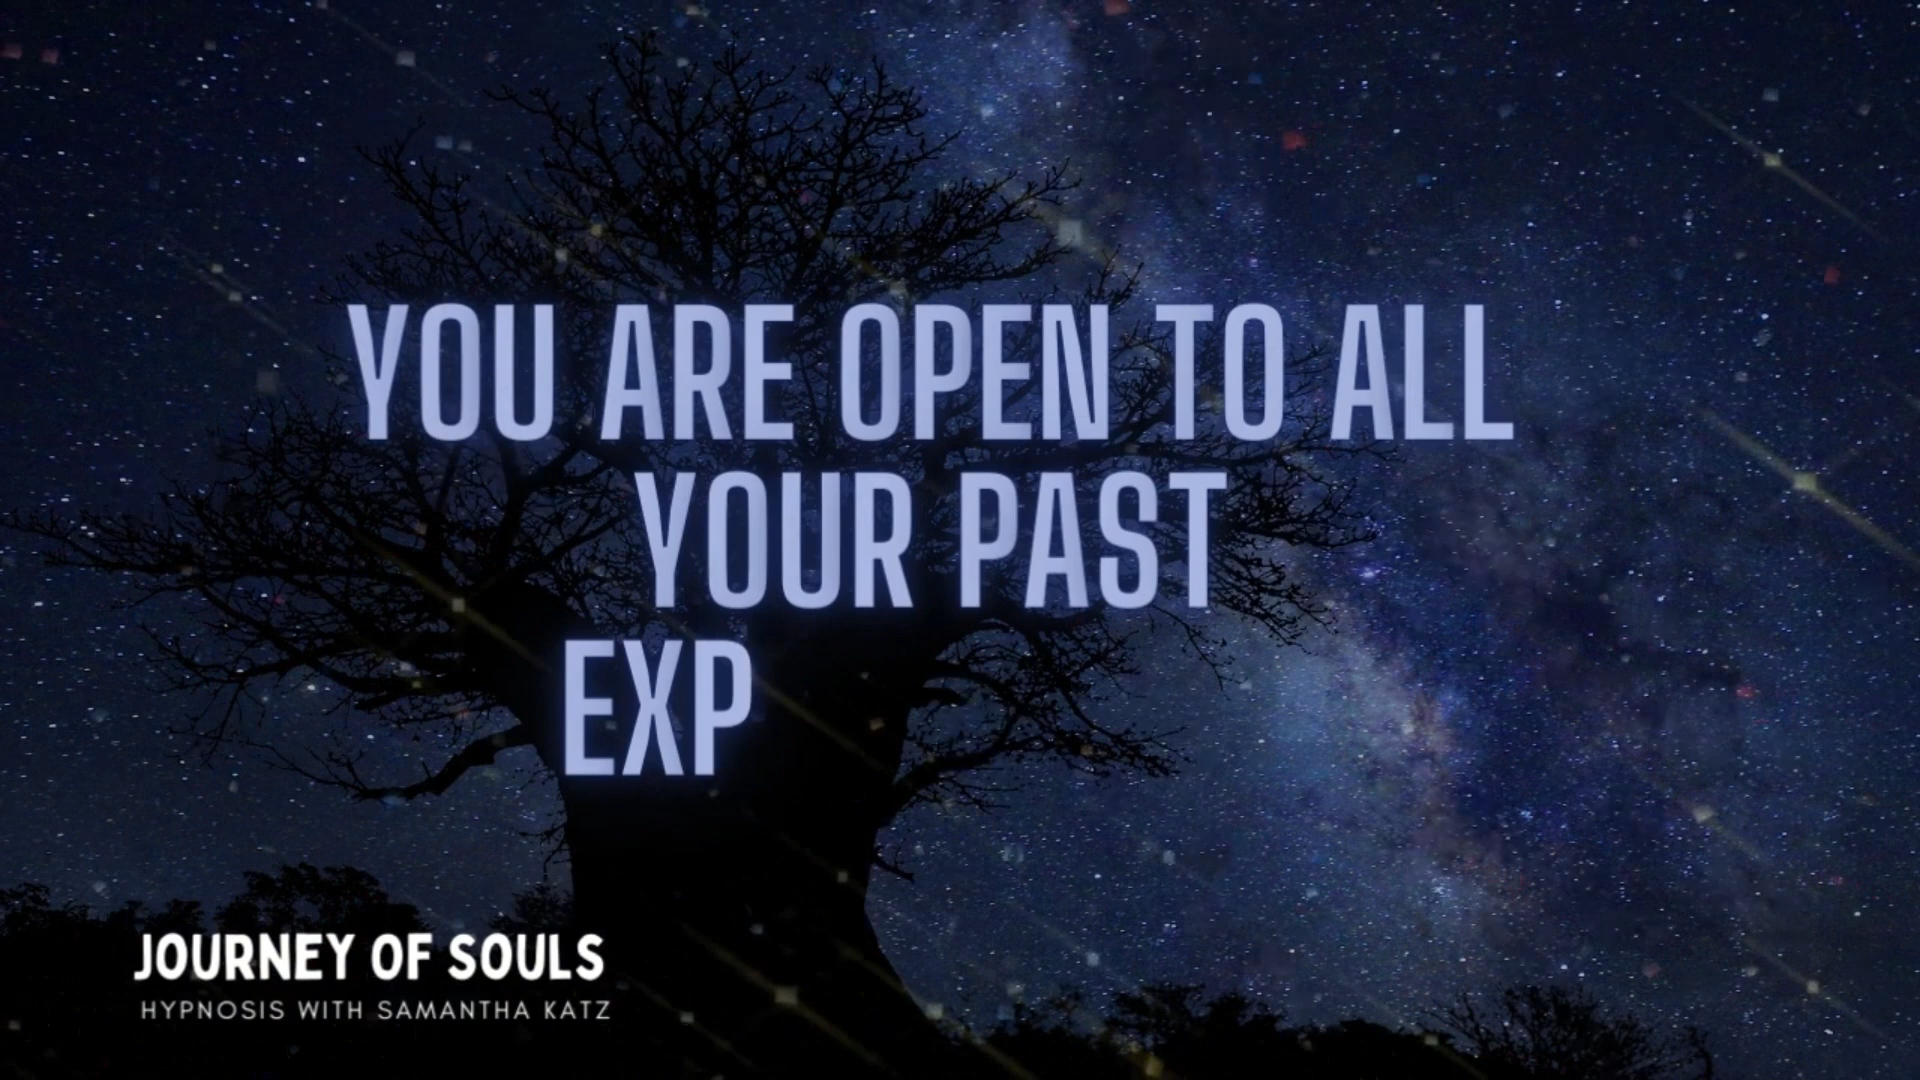 YOU ARE OPEN TO ALL
YOUR PAST
EXP
JOURNEY OF SOULS
HYPNOSIS WITH SAMANTHA KATZ